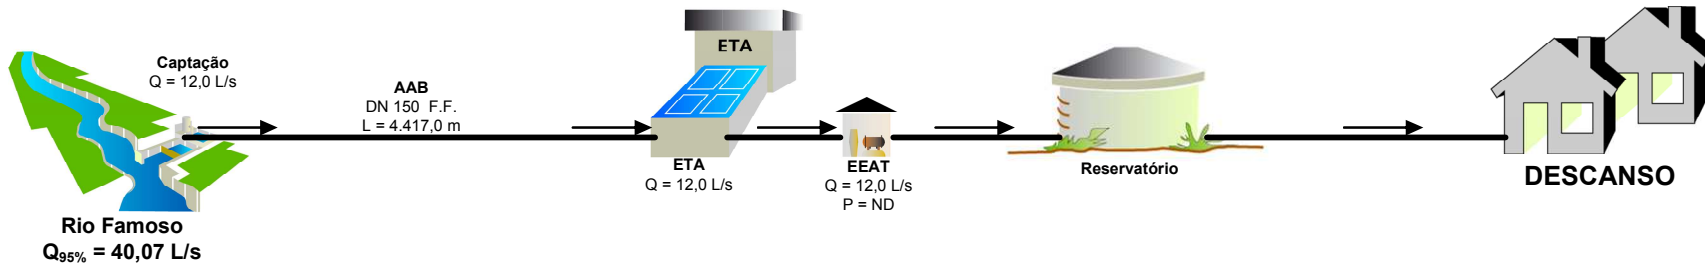 Captação
Q = 12,0 L/s
Rio Famoso
Q95% = 40,07 L/s
AAB
DN 150 F.F.
L = 4.417,0 m
ETA
ETA
Q = 12,0 L/s
EEAT
Q = 12,0 L/s
P = ND
Reservatório
DESCANSO